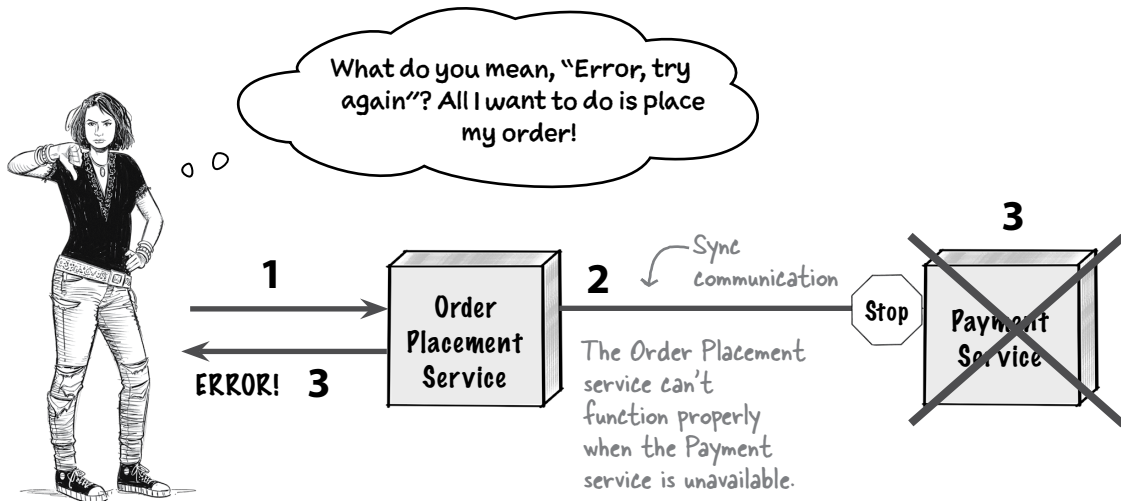 What do you mean, “Error, try
again”? All I want to do is place
my order!
3
Sync
communication
1
2
Order
Placement
Service
Stop
Payment
Service
ERROR!
3
The Order Placement
service can't
function properly
when the Payment
service is unavailable.